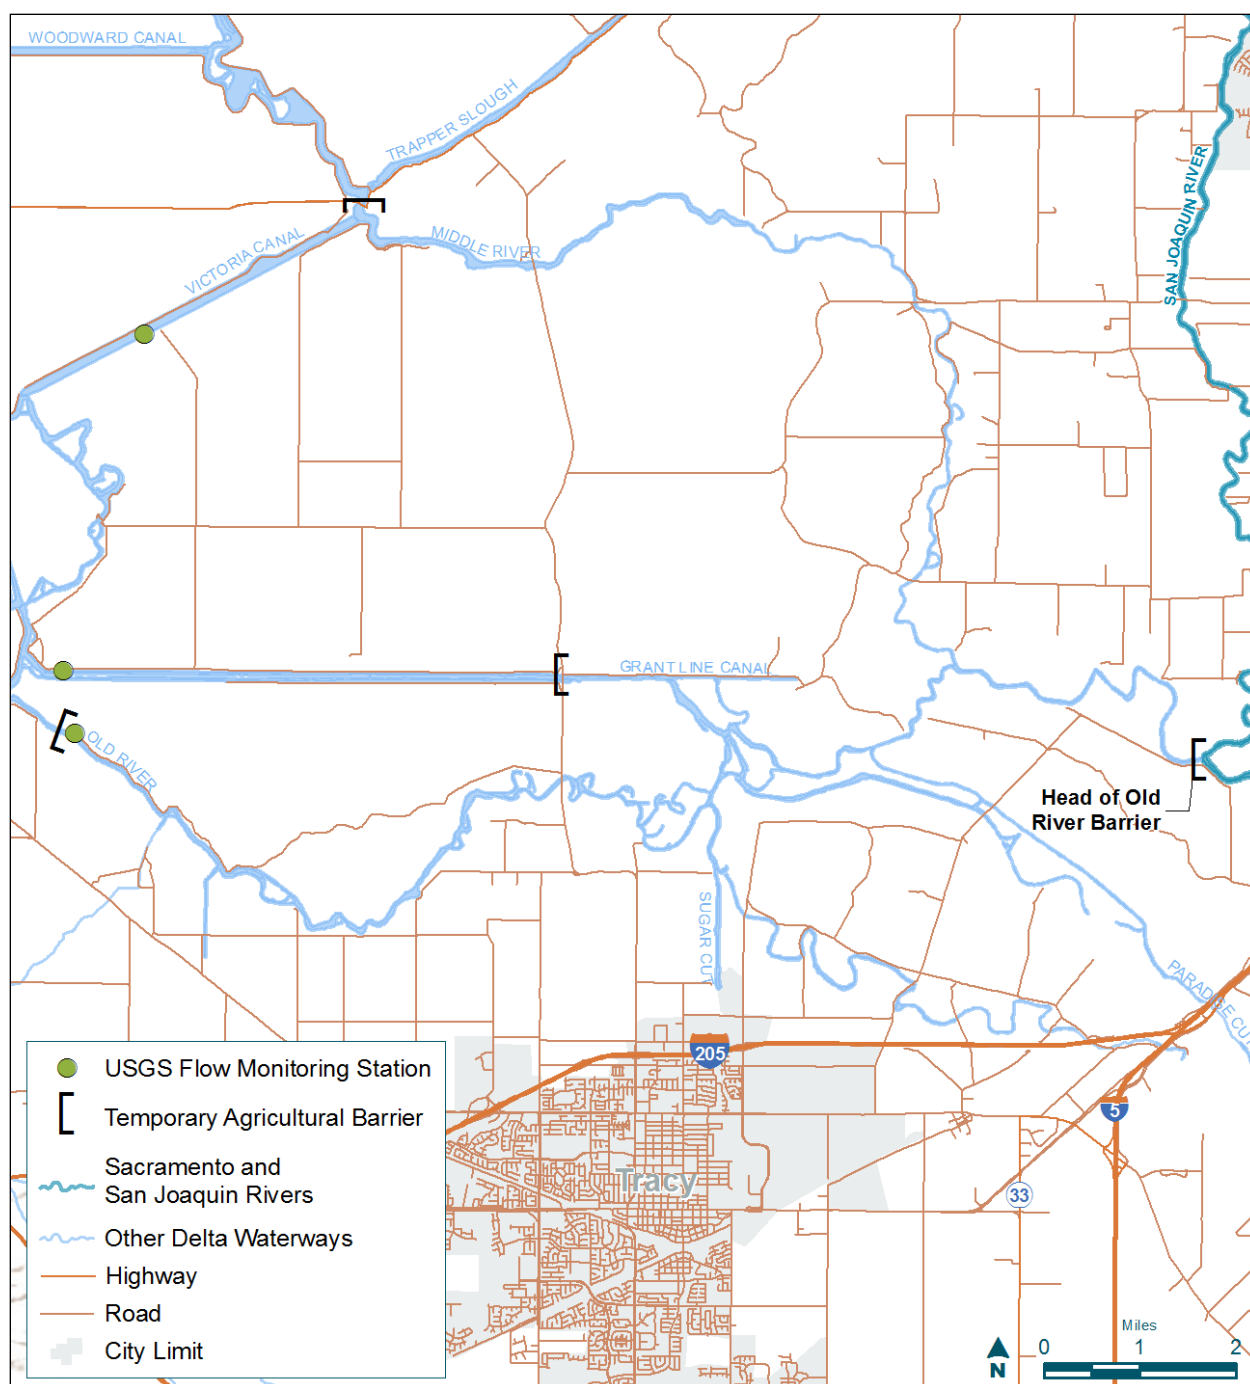 WOODWARD CANAL
TRAPPER SLOUGH
SAN JOAQUIN RIVER
VICTORIA CANAL
MIDDLE RIVER
GRANT LINE CANAL
OLD RIVER
Head of Old
River Barrier
SUGAR CUT
PARADISE CUT
205
5
33
Tracy
USGS Flow Monitoring Station
Temporary Agricultural Barrier
Sacramento and
San Joaquin Rivers
Other Delta Waterways
Highway
Road
City Limit
N
Miles
0 1 2